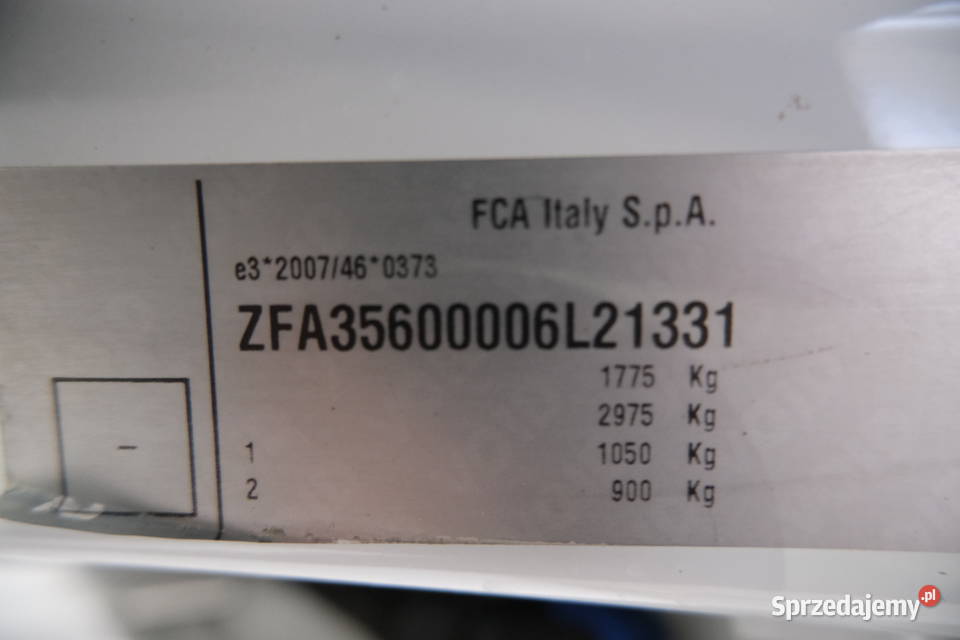 FCA Italy S.p.A.
e3*2007/46*0373
ZFA35600006L21331
1775 Kg
2975 Kg
1 1050 Kg
2 900 Kg
-
Sprzedajemy.pl